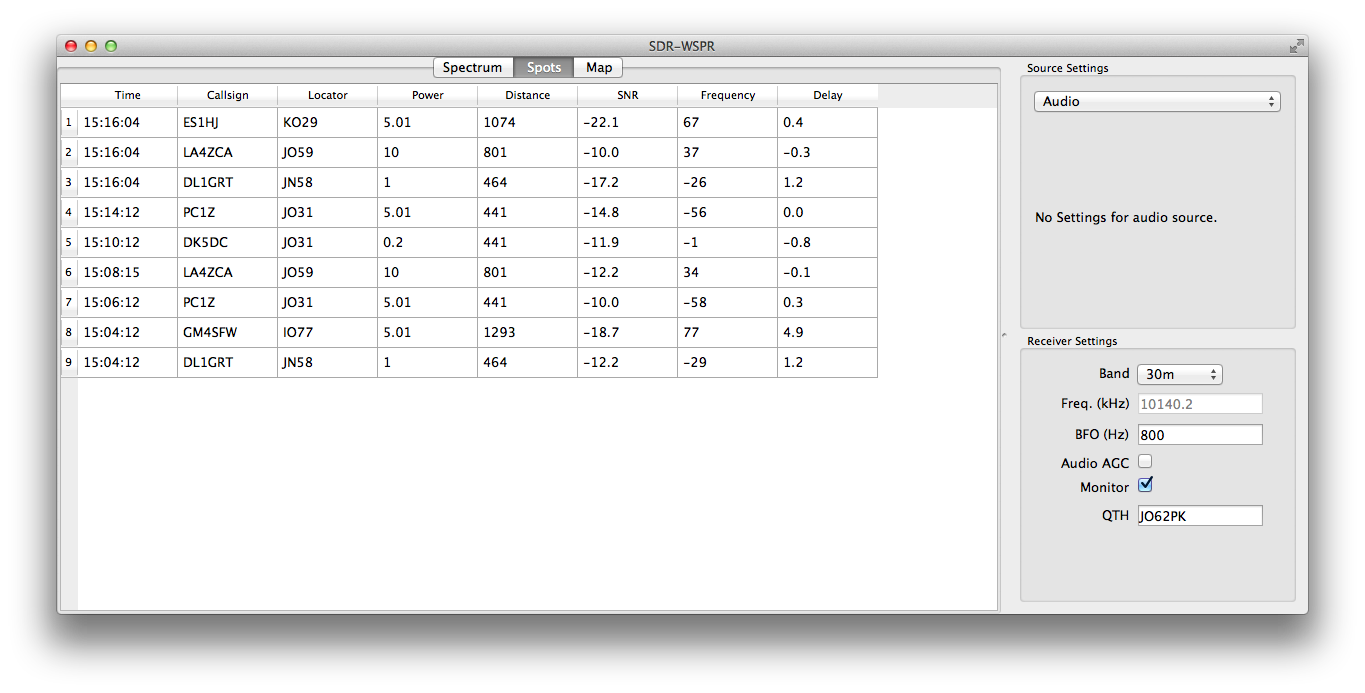 SDR-WSPR
Spectrum Spots Map
Time Callsign Locator Power Distance SNR Frequency Delay
1 15:16:04 ES1HJ KO29 5.01 1074 -22.1 67 0.4
2 15:16:04 LA4ZCA JO59 10 801 -10.0 37 -0.3
3 15:16:04 DL1GRT JN58 1 464 -17.2 -26 1.2
4 15:14:12 PC1Z JO31 5.01 441 -14.8 -56 0.0
5 15:10:12 DK5DC JO31 0.2 441 -11.9 -1 -0.8
6 15:08:15 LA4ZCA JO59 10 801 -12.2 34 -0.1
7 15:06:12 PC1Z JO31 5.01 441 -10.0 -58 0.3
8 15:04:12 GM4SFW IO77 5.01 1293 -18.7 77 4.9
9 15:04:12 DL1GRT JN58 1 464 -12.2 -29 1.2
Source Settings
Audio
No Settings for audio source.
Receiver Settings
Band 30m
Freq. (kHz) 10140.2
BFO (Hz) 800
Audio AGC
Monitor
QTH JO62PK